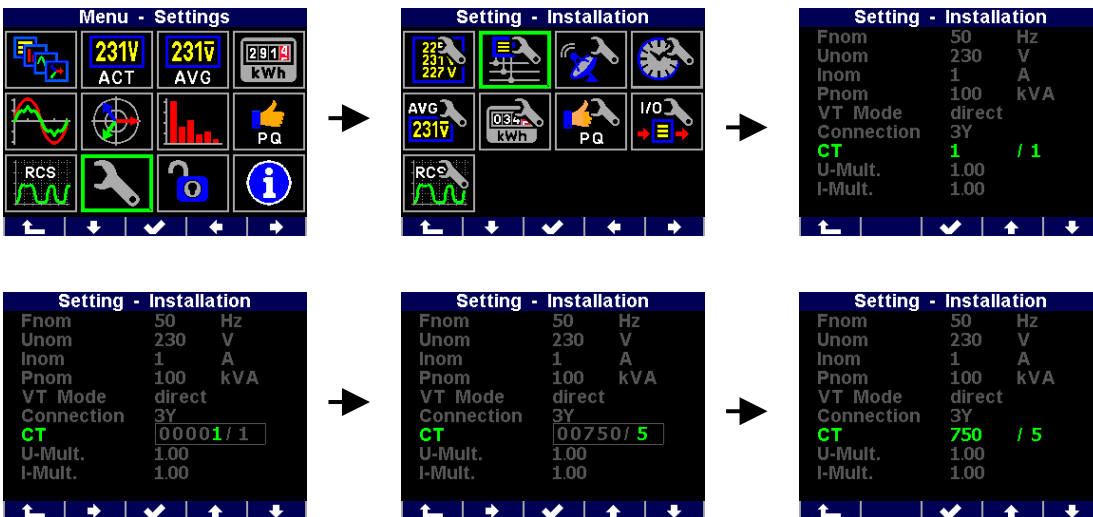 Menu - Settings
231V
ACT
231V
AVG
2914
kWh
PQ
RCS
Setting - Installation
231V
227V
AVG
231V
034
kWh
PQ
I/O
RCS
Setting - Installation
Fnom 50 Hz
Unom 230 V
Inom 1 A
Pnom 100 kVA
VT Mode direct
Connection 3Y
CT 1 / 1
U-Mult. 1.00
I-Mult. 1.00
Setting - Installation
Fnom 50 Hz
Unom 230 V
Inom 1 A
Pnom 100 kVA
VT Mode direct
Connection 3Y
CT 00001/ 1
U-Mult. 1.00
I-Mult. 1.00
Setting - Installation
Fnom 50 Hz
Unom 230 V
Inom 1 A
Pnom 100 kVA
VT Mode direct
Connection 3Y
CT 00750/ 5
U-Mult. 1.00
I-Mult. 1.00
Setting - Installation
Fnom 50 Hz
Unom 230 V
Inom 1 A
Pnom 100 kVA
VT Mode direct
Connection 3Y
CT 750 / 5
U-Mult. 1.00
I-Mult. 1.00